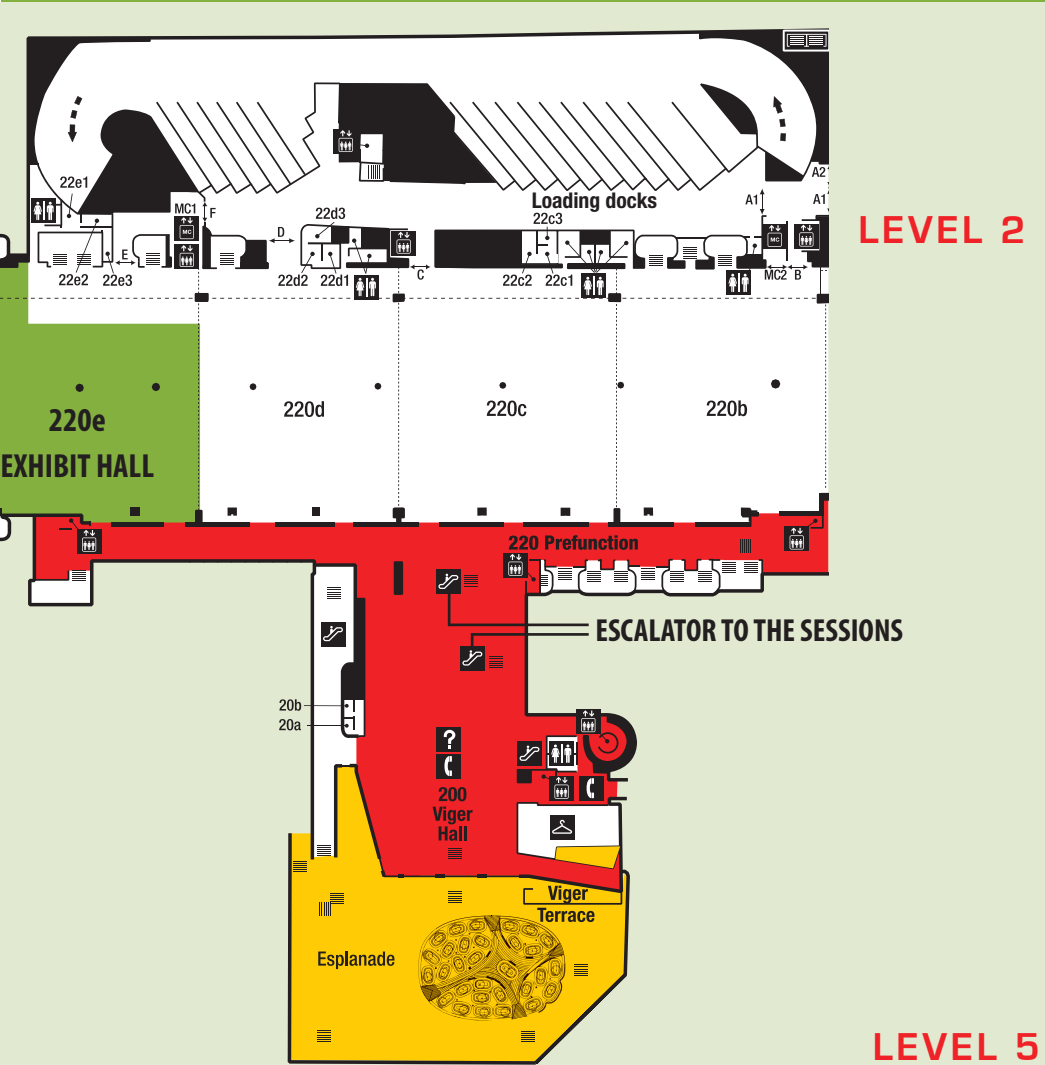 A2
22e1
MC1
A1
A1
Loading docks
F
22d3
22c3
LEVEL 2
MC
MC
D
E
22e2
22e3
22d2
22d1
C
22c2
22c1
MC2
B
220e
EXHIBIT HALL
220d
220c
220b
220 Prefunction
ESCALATOR TO THE SESSIONS
20b
20a
?
200
Viger
Hall
Viger
Terrace
Esplanade
LEVEL 5